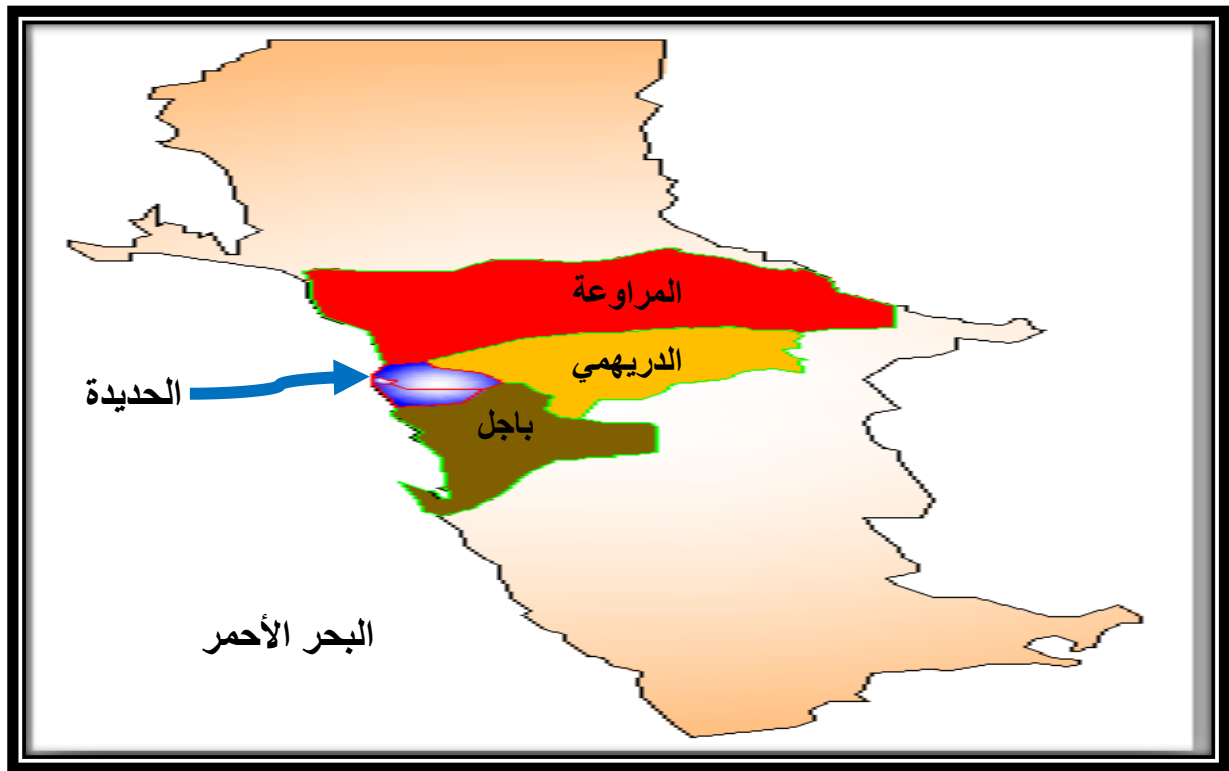 المراوعة
الدريهمي
الحديدة
باجل
البحر الأحمر